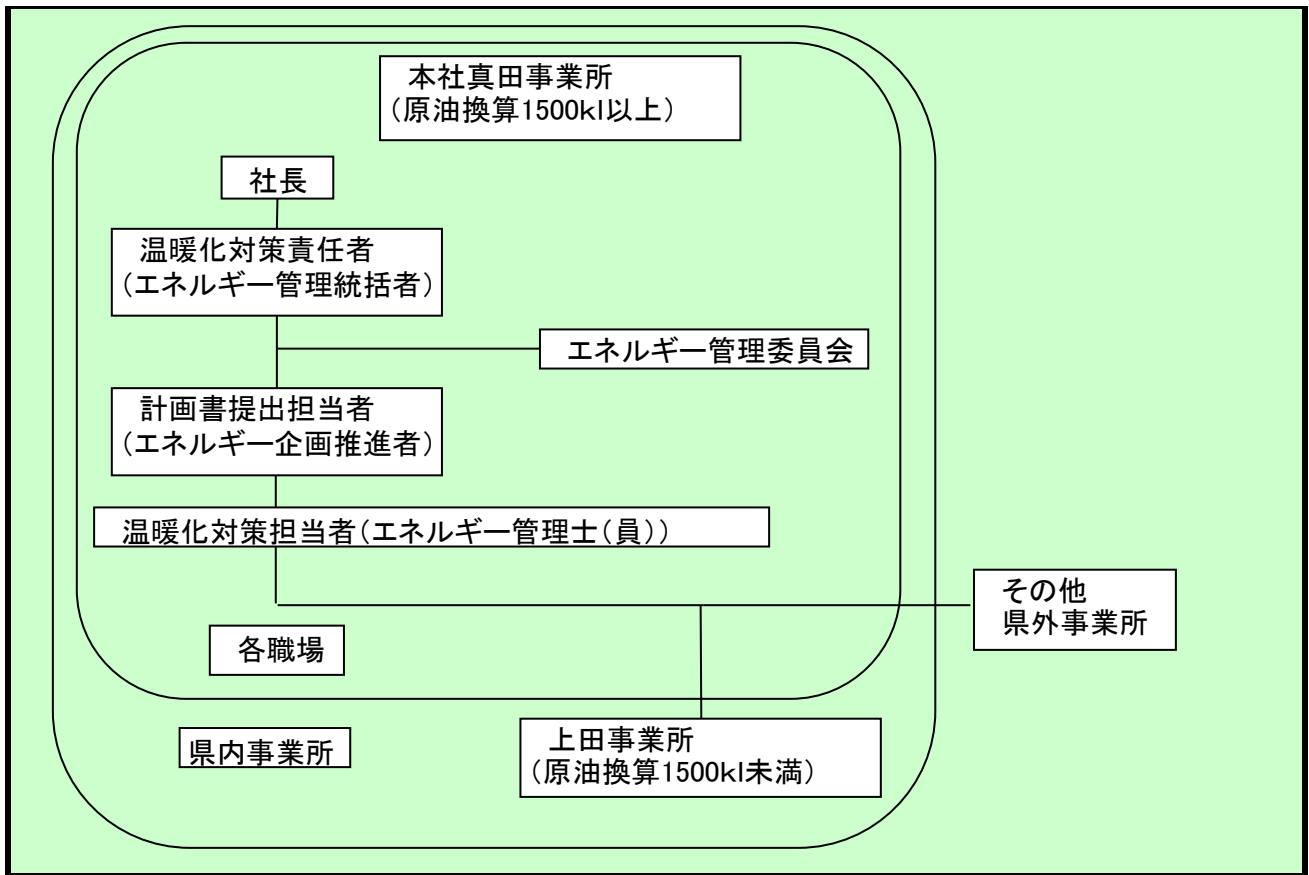 本社真田事業所
(原油換算1500kl以上)
社長
温暖化対策責任者
(エネルギー管理統括者)
エネルギー管理委員会
計画書提出担当者
(エネルギー企画推進者)
温暖化対策担当者(エネルギー管理士(員))
その他
県外事業所
各職場
県内事業所
上田事業所
(原油換算1500kl未満)